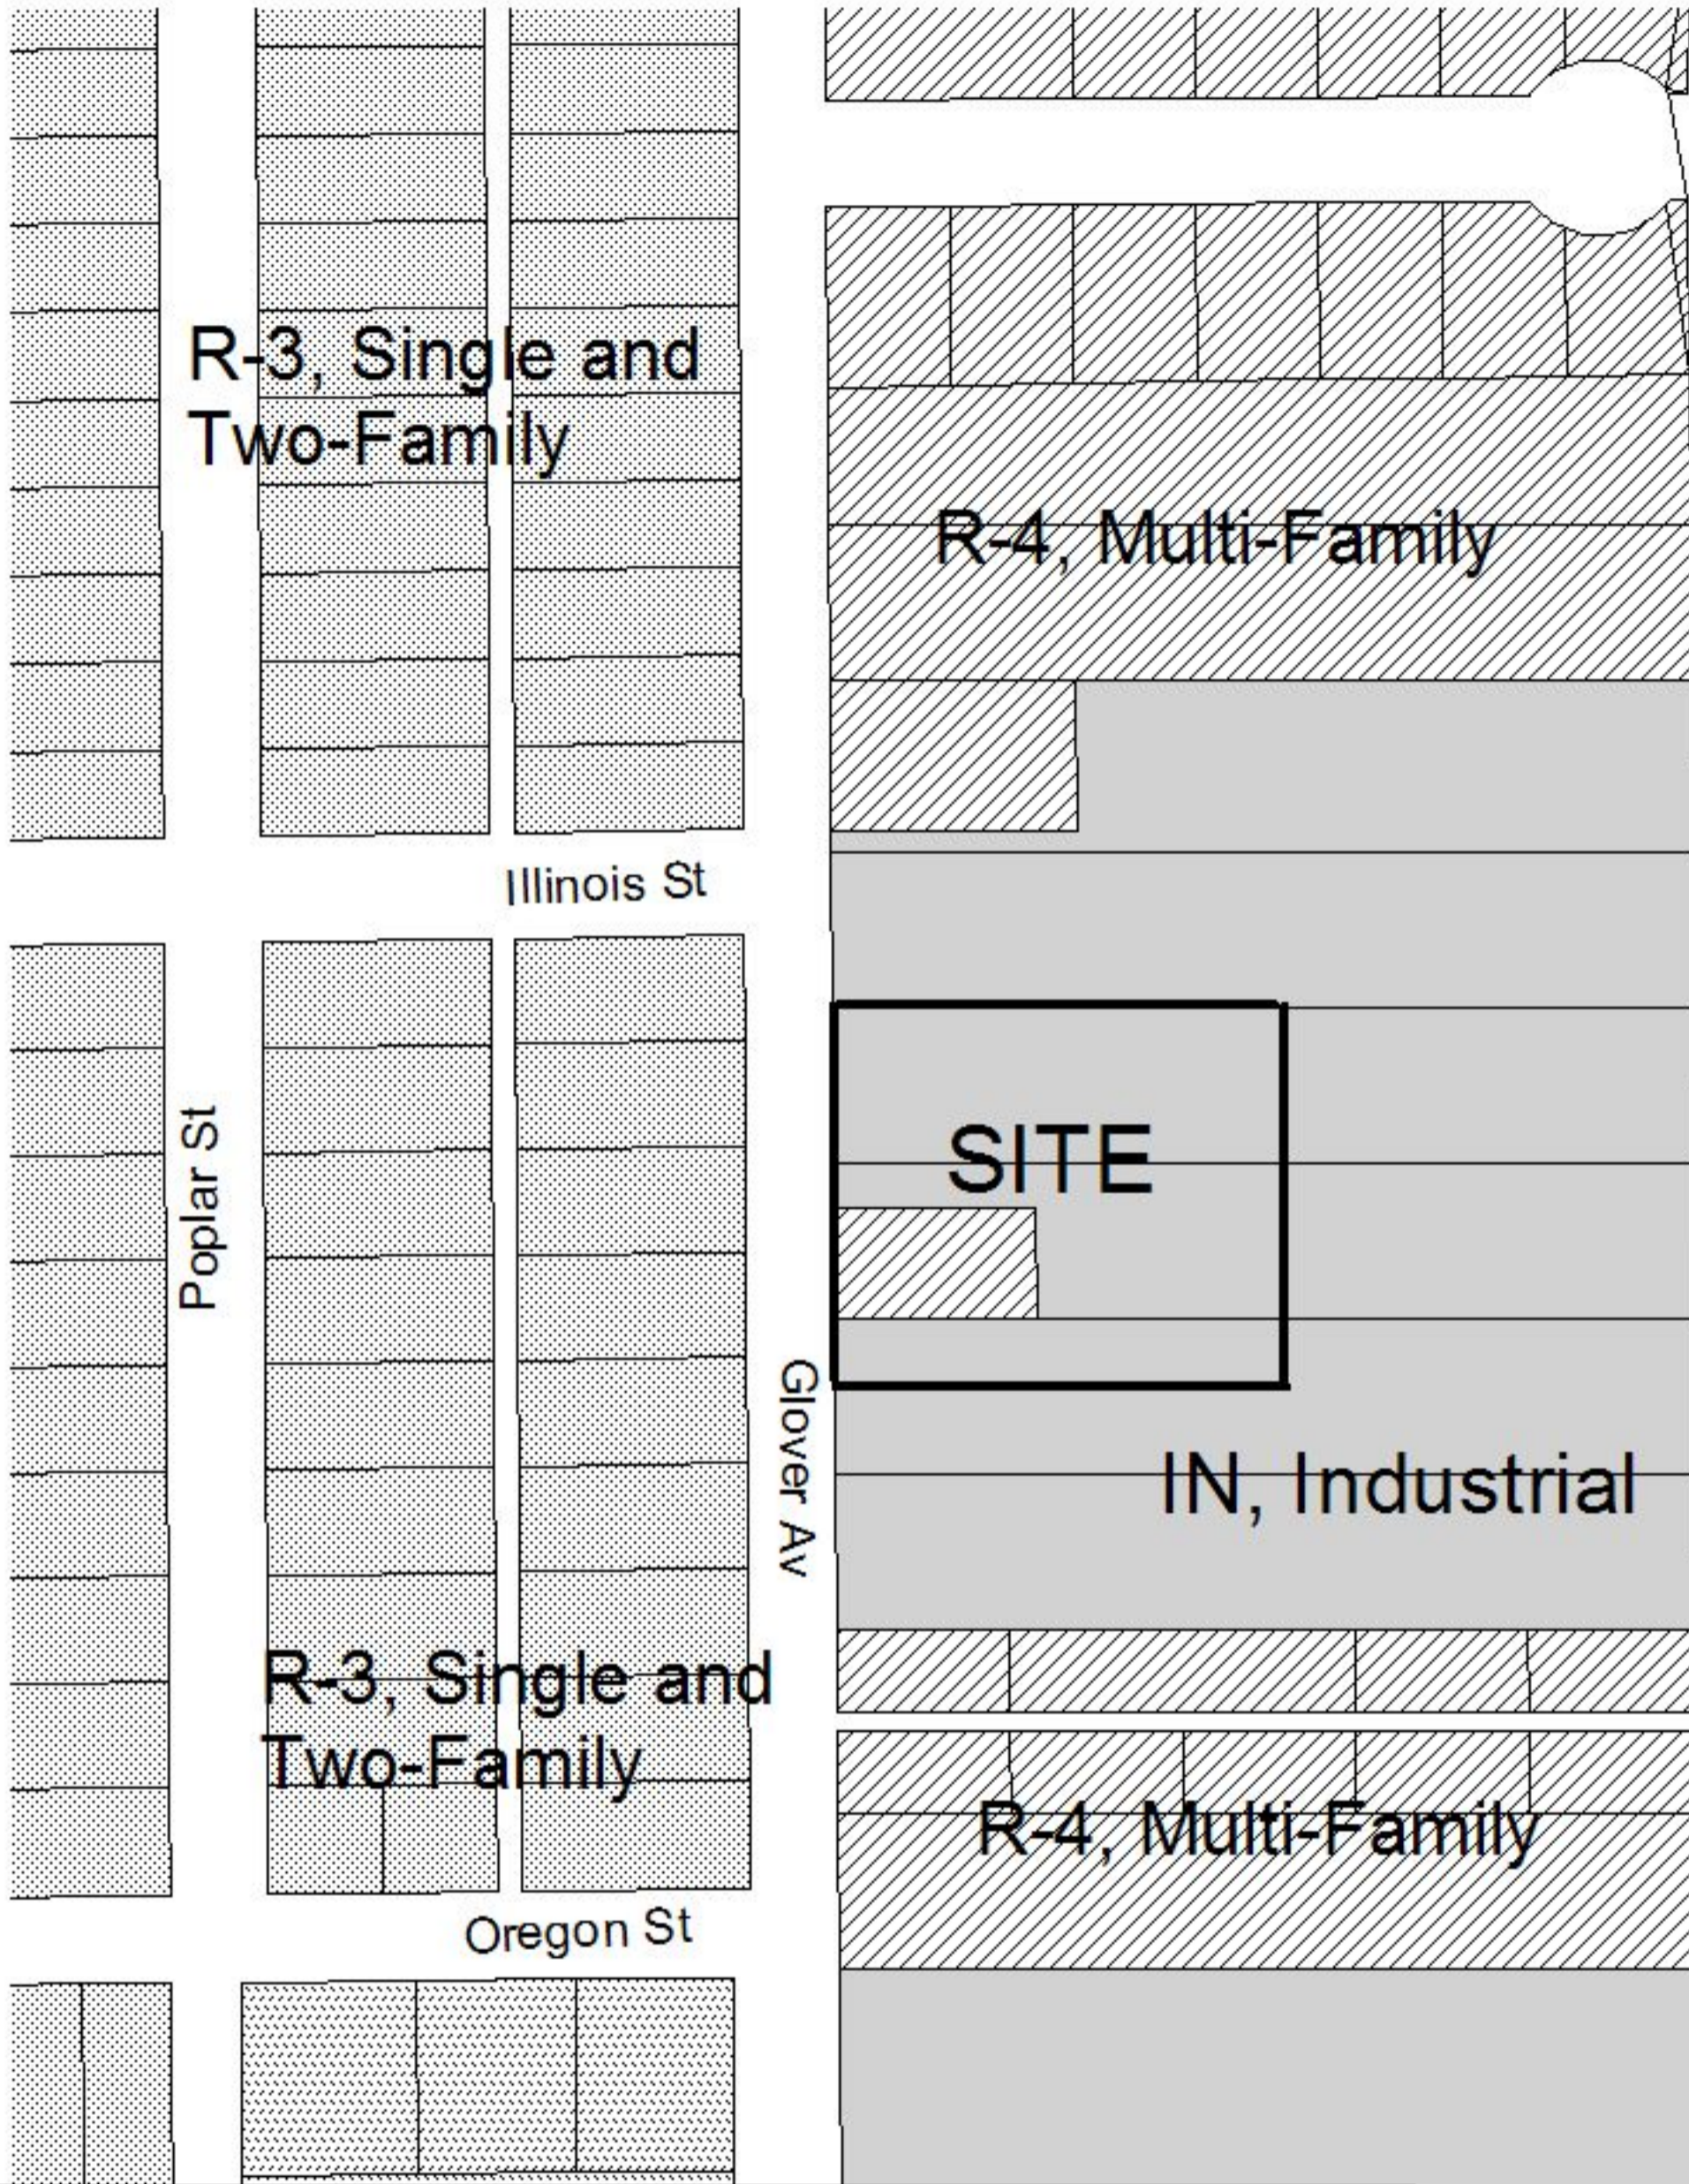 R-3, Single and
Two-Family
R-4, Multi-Family
Illinois St
Poplar St
SITE
Glover Av
IN, Industrial
R-3, Single and
Two-Family
R-4, Multi-Family
Oregon St